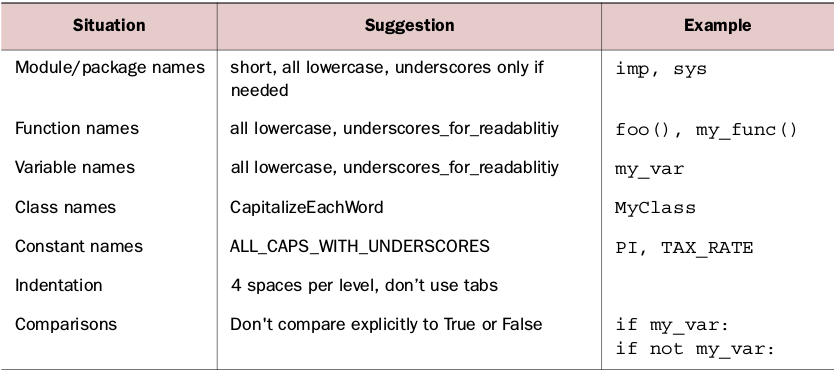 Situation Suggestion Example
Module/package names short, all lowercase, underscores only if imp, sys
needed
Function names all lowercase, underscores_for_readablitiy foo(), my_func()
Variable names all lowercase, underscores_for_readablitiy my_var
Class names CapitalizeEachWord MyClass
Constant names ALL_CAPS_WITH_UNDERSCORES PI, TAX_RATE
Indentation 4 spaces per level, don’t use tabs
Comparisons Don't compare explicitly to True or False if my_var:
if not my_var: